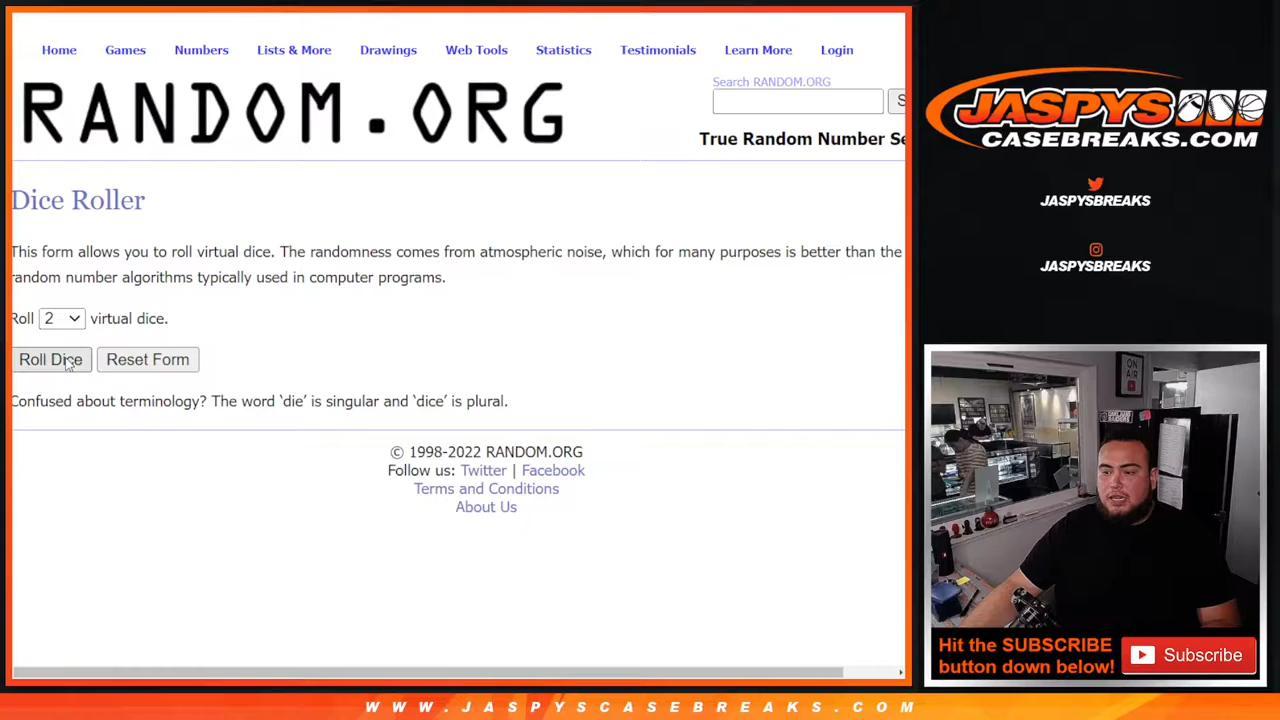 Home Games Numbers Lists & More Drawings Web Tools Statistics Testimonials Learn More Login
RANDOM.ORG
Search RANDOM.ORG
S
True Random Number Se
Dice Roller
This form allows you to roll virtual dice. The randomness comes from atmospheric noise, which for many purposes is better than the
random number algorithms typically used in computer programs.
Roll 2 virtual dice.
Roll Dice Reset Form
Confused about terminology? The word ‘die’ is singular and ‘dice’ is plural.
© 1998-2022 RANDOM.ORG
Follow us: Twitter | Facebook
Terms and Conditions
About Us
JASPYS
CASEBREAKS.COM
JASPYSBREAKS
JASPYSBREAKS
ON
AIR
Hit the SUBSCRIBE
button down below!
Subscribe
WWW.JASPYSCASEBREAKS.COM